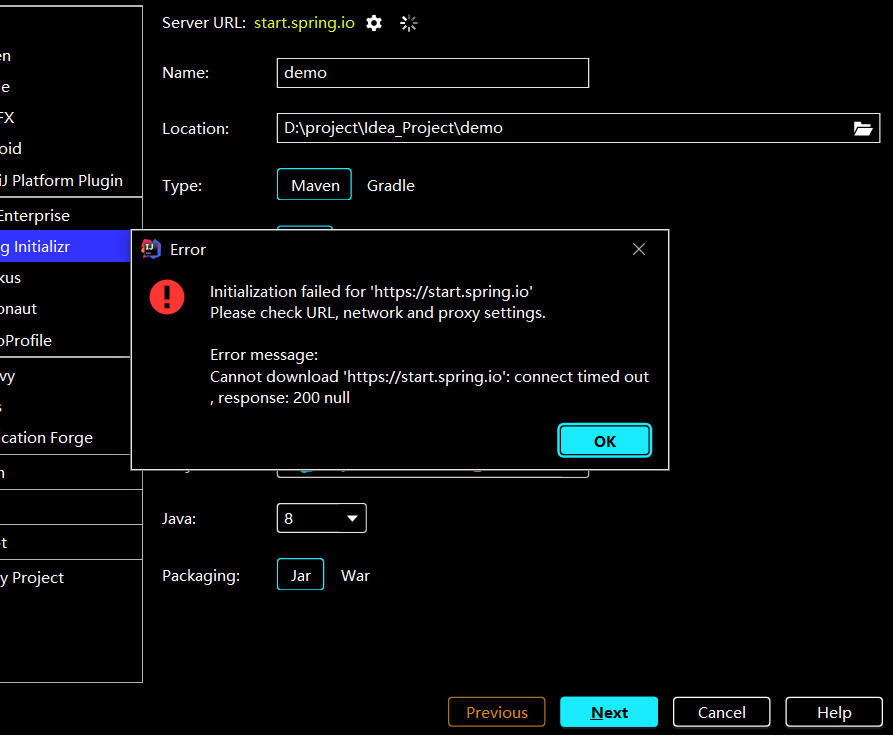 Server URL: start.spring.io
en
e
Name: demo
FX
Location: D:\project\Idea_Project\demo
oid
iJ Platform Plugin
Type: Maven Gradle
Enterprise
g Initializr
kus
onaut
oProfile
vy
s
cation Forge
n
t
y Project
Error
Initialization failed for 'https://start.spring.io'
Please check URL, network and proxy settings.
Error message:
Cannot download 'https://start.spring.io': connect timed out
, response: 200 null
OK
Java: 8
Packaging: Jar War
Previous Next Cancel Help